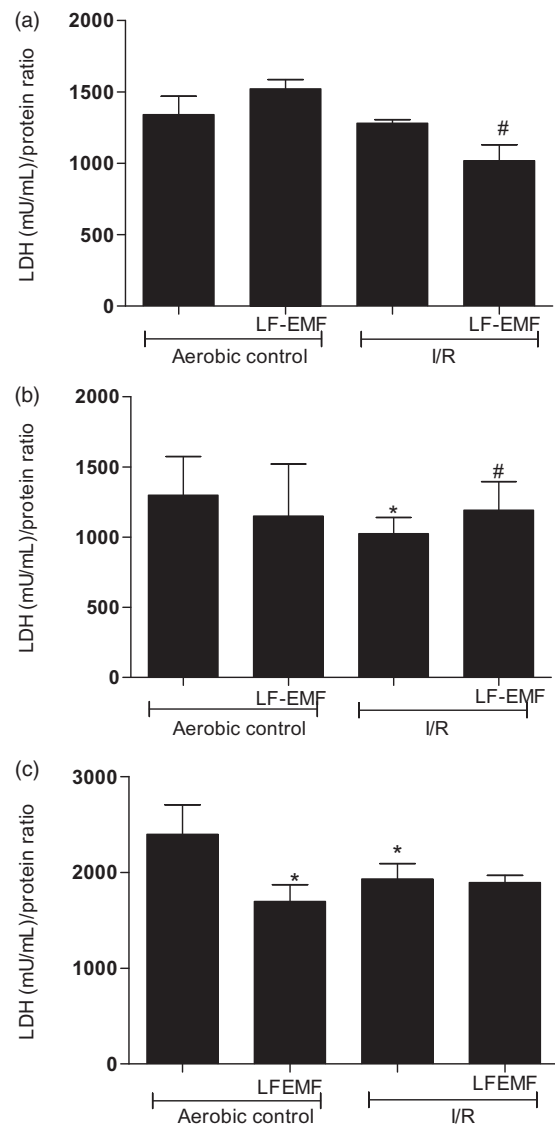 (a)
LDH (mU/mL)/protein ratio
2000
1500
1000
500
0
#
LF-EMF
LF-EMF
Aerobic control
I/R
(b)
LDH (mU/mL)/protein ratio
2000
1500
1000
500
0
*
#
LF-EMF
LF-EMF
Aerobic control
I/R
(c)
LDH (mU/mL)/protein ratio
3000
2000
1000
0
*
*
LFEMF
LFEMF
Aerobic control
I/R